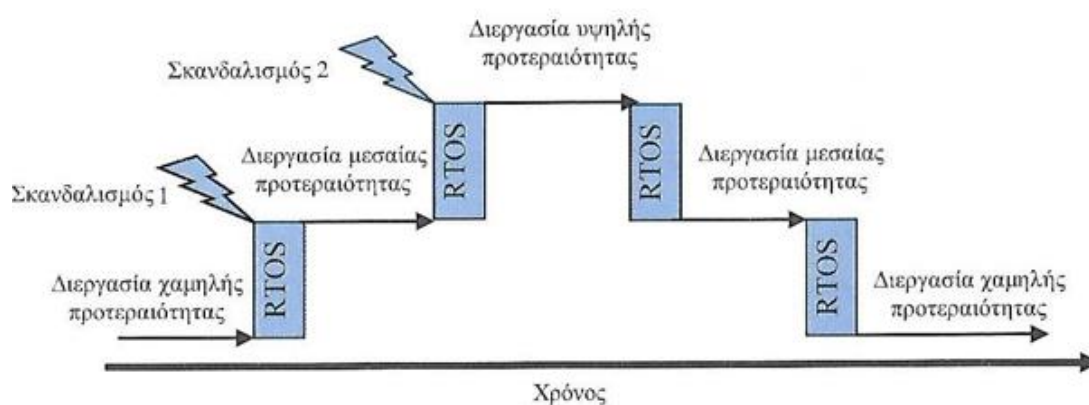 Διεργασία υψηλής
προτεραιότητας
Σκανδαλισμός 2
RTOS
RTOS
Διεργασία μεσαίας
προτεραιότητας
Διεργασία μεσαίας
προτεραιότητας
Σκανδαλισμός 1
RTOS
RTOS
Διεργασία χαμηλής
προτεραιότητας
Διεργασία χαμηλής
προτεραιότητας
Χρόνος